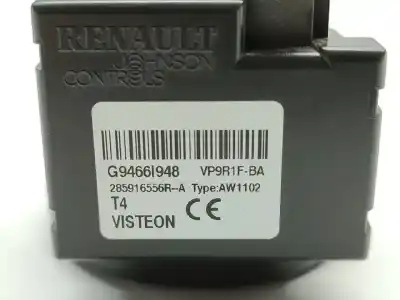 RENAULT
JOHNSON
CONTROLS
G9466I948 VP9R1F-BA
285916556R--A Type:AW1102
T4
VISTEON CE